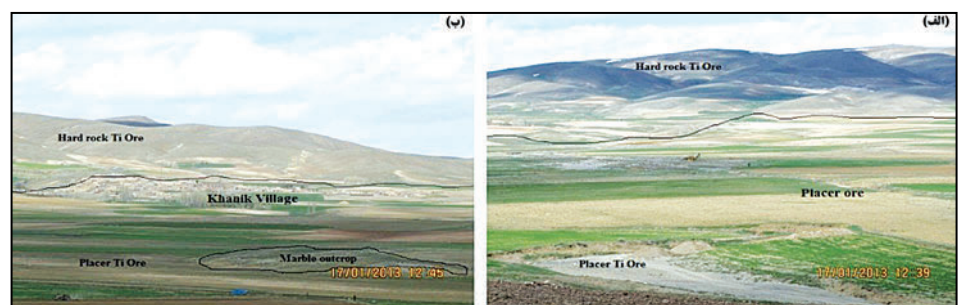 (الف)
Hard rock Ti Ore
Placer ore
Placer Ti Ore
17/01/2013 12:39
(ب)
Hard rock Ti Ore
Khanik Village
Placer Ti Ore
Marble outcrop
17/01/2013 12:45